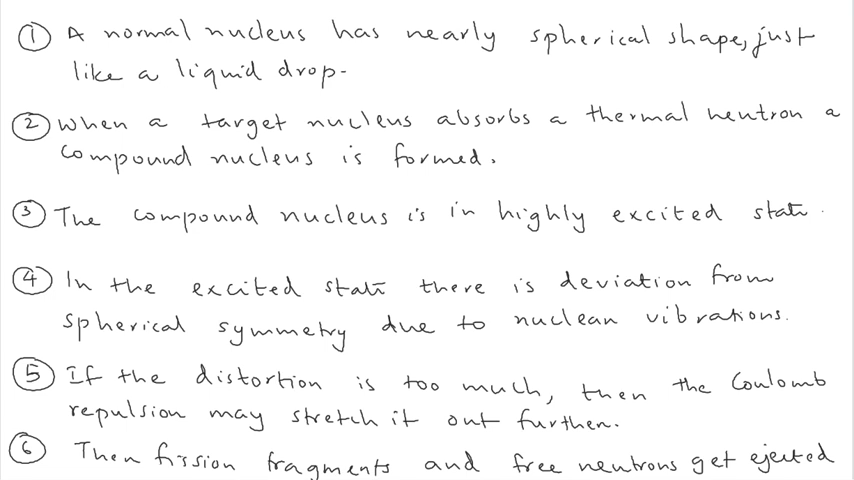 ① A normal nucleus has nearly spherical shape, just
like a liquid drop.
② When a target nucleus absorbs a thermal neutron a
compound nucleus is formed.
③ The compound nucleus is in highly excited state.
④ In the excited state there is deviation from
spherical symmetry due to nuclear vibrations.
⑤ If the distortion is too much, then the Coulomb
repulsion may stretch it out further.
⑥ Then fission fragments and free neutrons get ejected